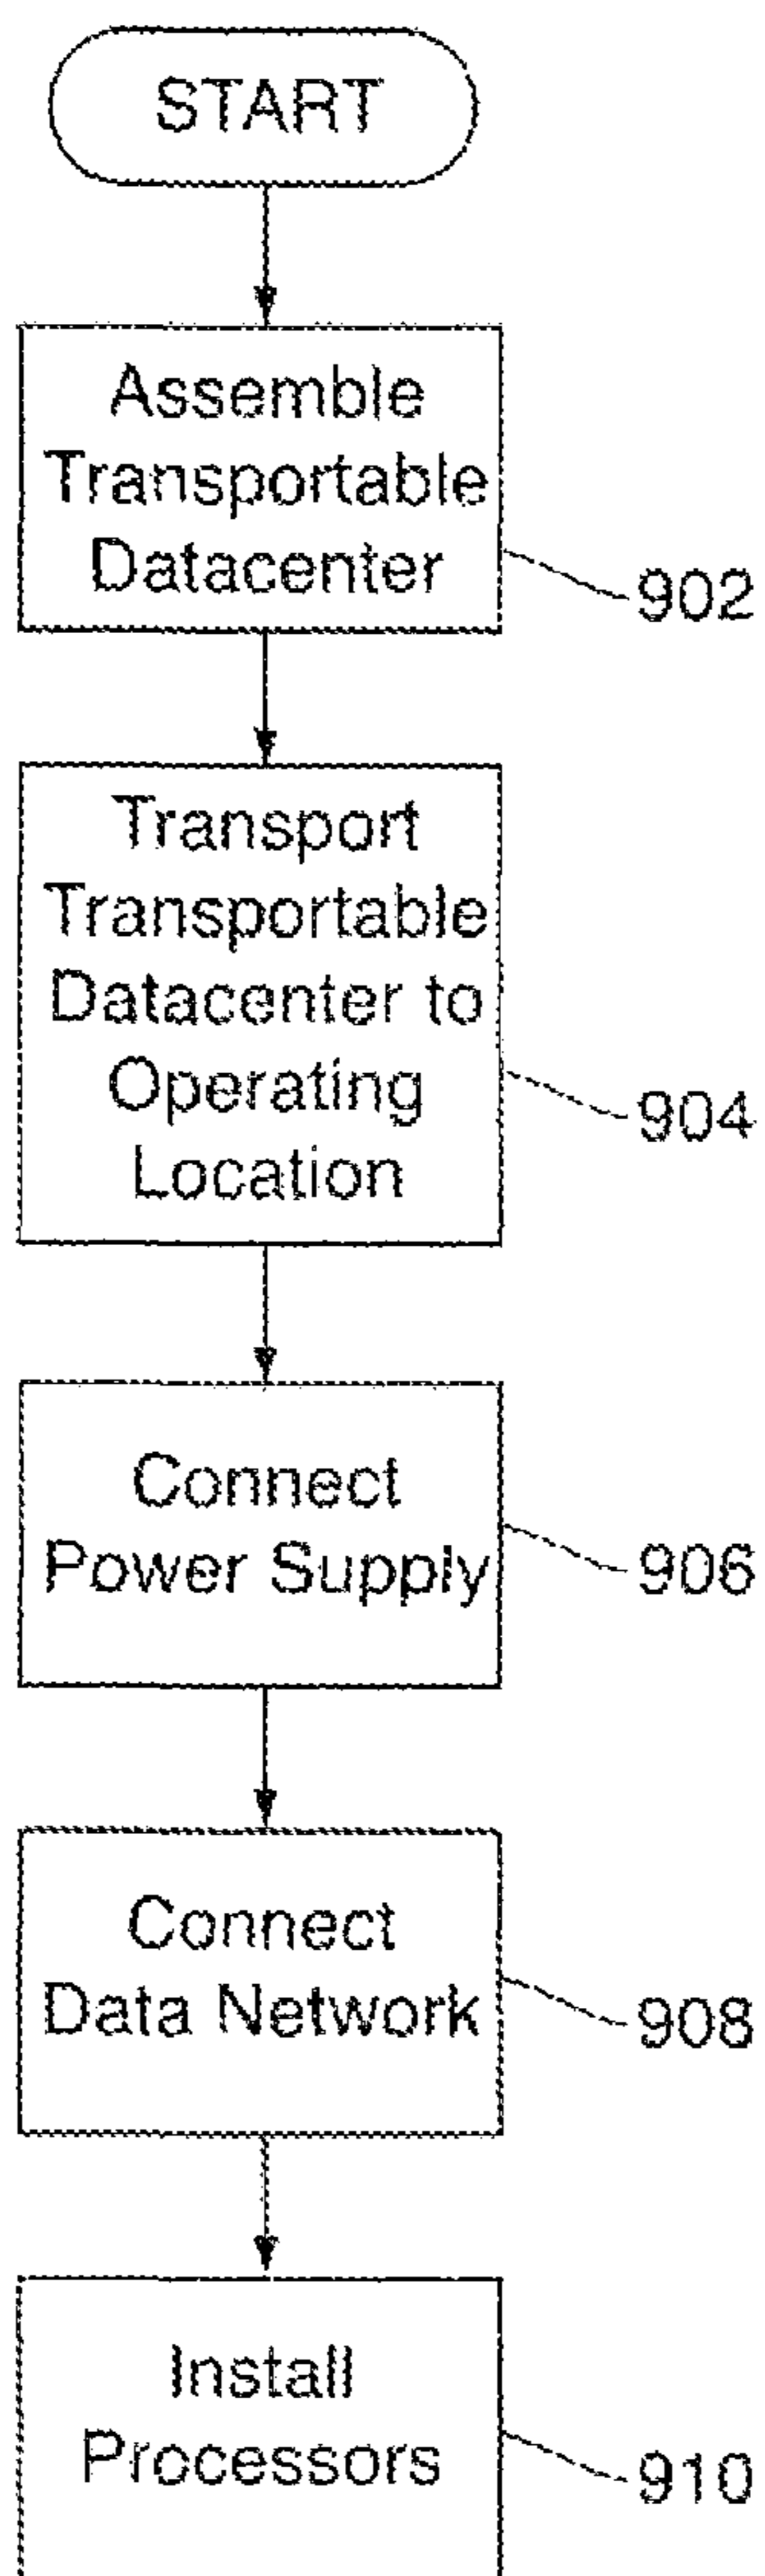 START
Assemble
Transportable
Datacenter
902
Transport
Transportable
Datacenter to
Operating
Location
904
Connect
Power Supply
906
Connect
Data Network
908
Install
Processors
910